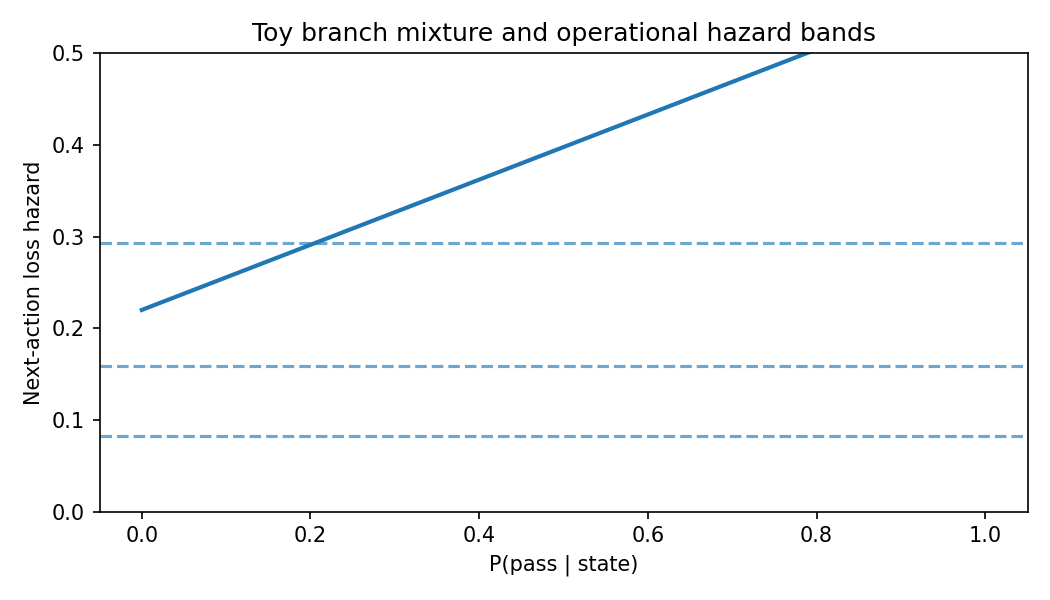 Toy branch mixture and operational hazard bands
0.5
0.4
0.3
0.2
0.1
0.0
Next-action loss hazard
0.0 0.2 0.4 0.6 0.8 1.0
P(pass | state)